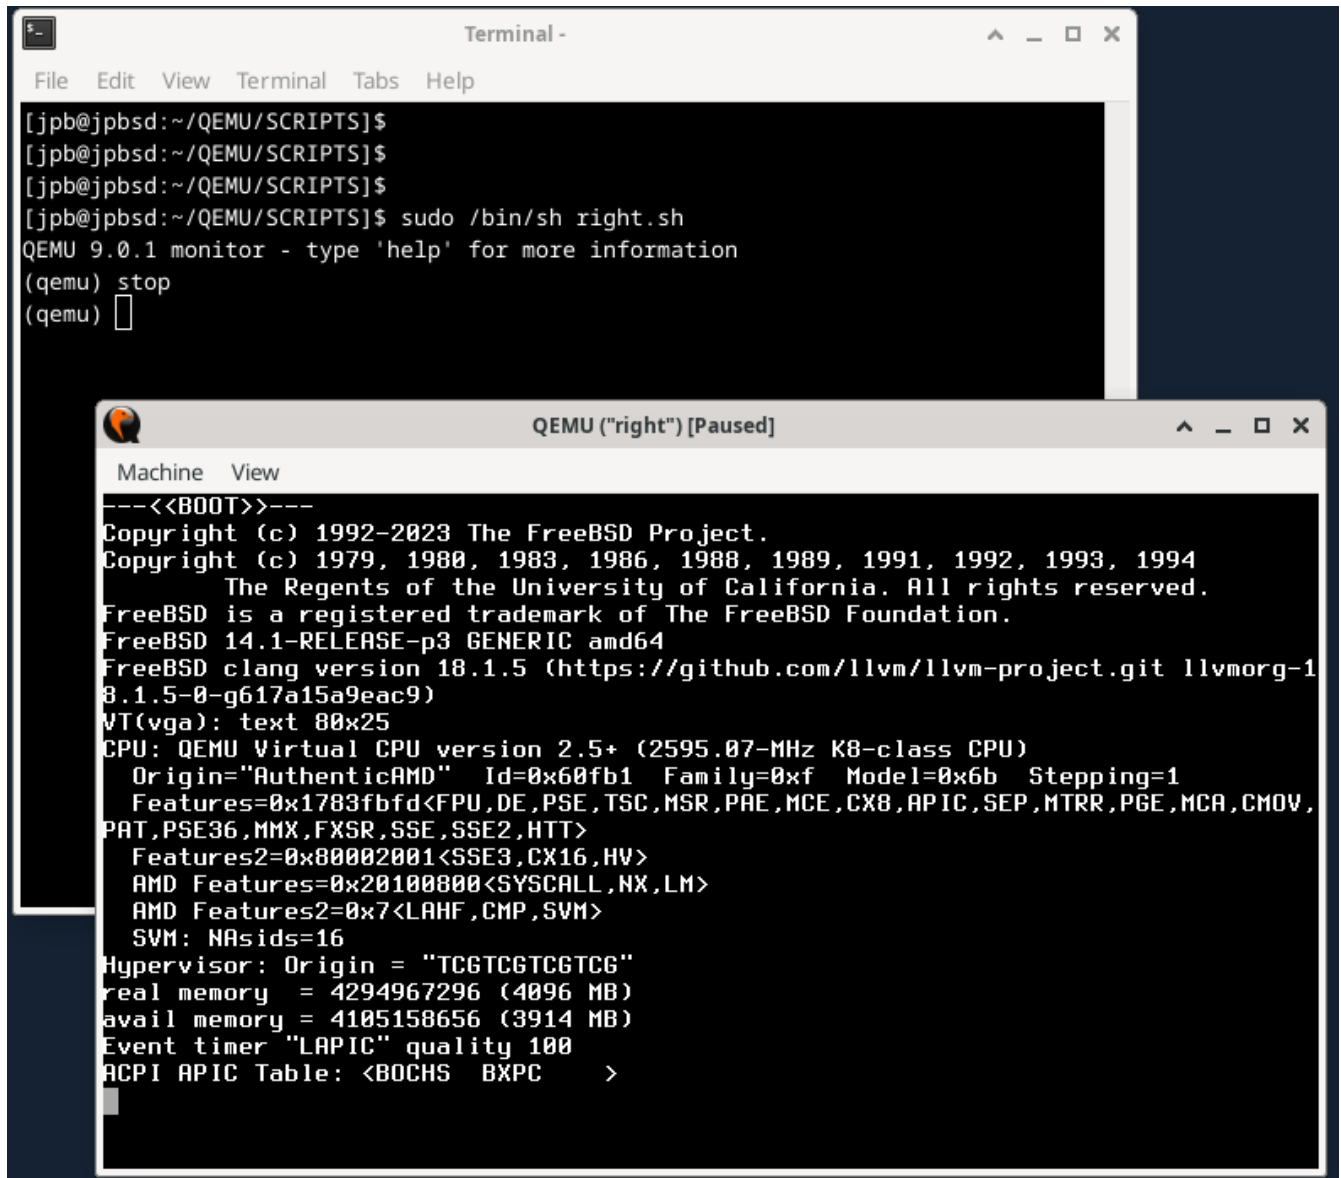 Terminal -
File Edit View Terminal Tabs Help
[jpb@jpbsd:~/QEMU/SCRIPTS]$
[jpb@jpbsd:~/QEMU/SCRIPTS]$
[jpb@jpbsd:~/QEMU/SCRIPTS]$
[jpb@jpbsd:~/QEMU/SCRIPTS]$ sudo /bin/sh right.sh
QEMU 9.0.1 monitor - type 'help' for more information
(qemu) stop
(qemu)
QEMU ("right") [Paused]
Machine View
---<<BOOT>>---
Copyright (c) 1992-2023 The FreeBSD Project.
Copyright (c) 1979, 1980, 1983, 1986, 1988, 1989, 1991, 1992, 1993, 1994
        The Regents of the University of California. All rights reserved.
FreeBSD is a registered trademark of The FreeBSD Foundation.
FreeBSD 14.1-RELEASE-p3 GENERIC amd64
FreeBSD clang version 18.1.5 (https://github.com/llvm/llvm-project.git llvmorg-1
8.1.5-0-g617a15a9eac9)
VT(vga): text 80x25
CPU: QEMU Virtual CPU version 2.5+ (2595.07-MHz K8-class CPU)
  Origin="AuthenticAMD"  Id=0x60fb1  Family=0xf  Model=0x6b  Stepping=1
  Features=0x1783fbfd<FPU,DE,PSE,TSC,MSR,PAE,MCE,CX8,APIC,SEP,MTRR,PGE,MCA,CMOV,
PAT,PSE36,MMX,FXSR,SSE,SSE2,HTT>
  Features2=0x80002001<SSE3,CX16,HV>
  AMD Features=0x20100800<SYSCALL,NX,LM>
  AMD Features2=0x7<LAHF,CMP,SVM>
  SVM: NAsids=16
Hypervisor: Origin = "TCGTCGTCGTCG"
real memory  = 4294967296 (4096 MB)
avail memory = 4105158656 (3914 MB)
Event timer "LAPIC" quality 100
ACPI APIC Table: <BOCHS  BXPC    >